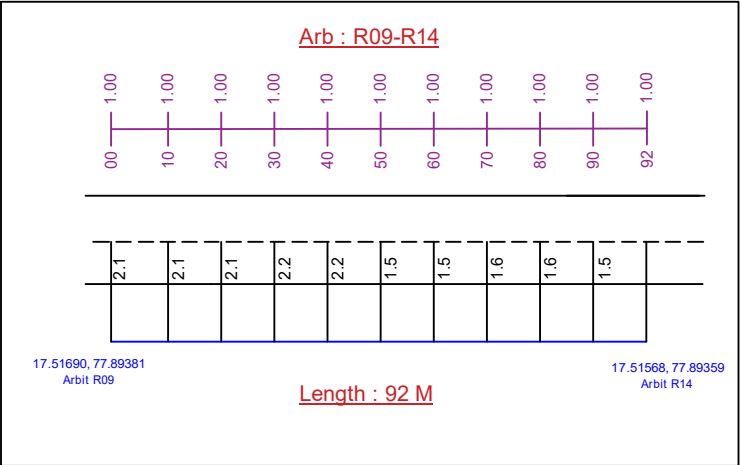 Arb : R09-R14
1.00 1.00 1.00 1.00 1.00 1.00 1.00 1.00 1.00 1.00 1.00
00 10 20 30 40 50 60 70 80 90 92
2.1 2.1 2.1 2.2 2.2 1.5 1.5 1.6 1.6 1.5
17.51690, 77.89381
Arbit R09
17.51568, 77.89359
Arbit R14
Length : 92 M